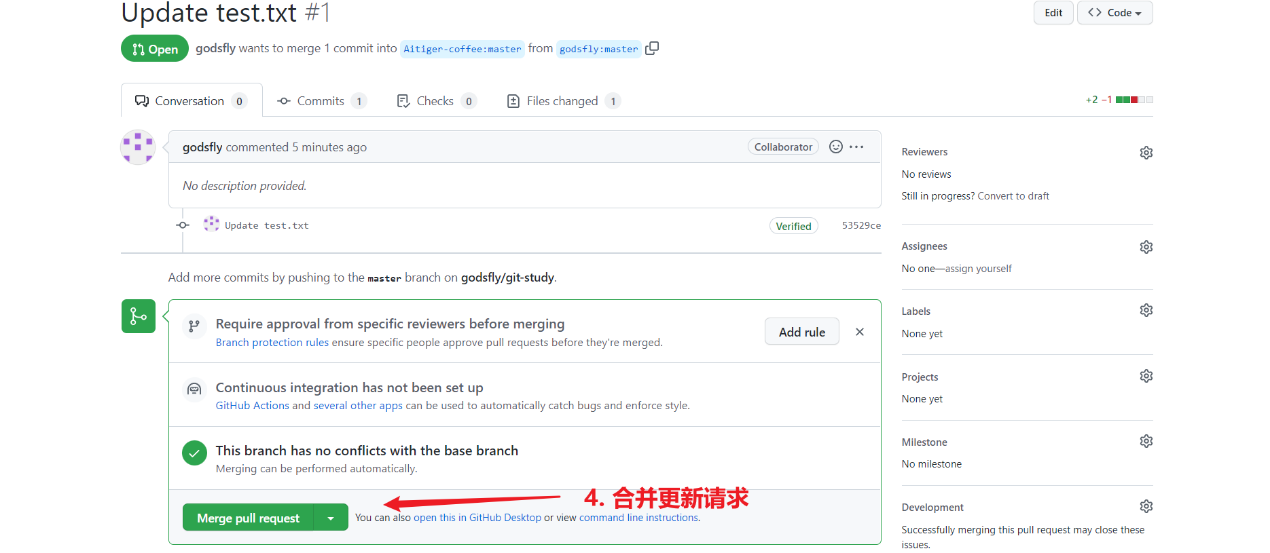 Update test.txt #1
Edit
Code
Open
godsfly wants to merge 1 commit into Aitiger-coffee:master from godsfly:master
Conversation 0
Commits 1
Checks 0
Files changed 1
+2 −1
godsfly commented 5 minutes ago
Collaborator
No description provided.
Update test.txt
Verified
53529ce
Add more commits by pushing to the master branch on godsfly/git-study.
Require approval from specific reviewers before merging
Branch protection rules ensure specific people approve pull requests before they're merged.
Add rule
Continuous integration has not been set up
GitHub Actions and several other apps can be used to automatically catch bugs and enforce style.
This branch has no conflicts with the base branch
Merging can be performed automatically.
4. 合并更新请求
Merge pull request
You can also open this in GitHub Desktop or view command line instructions.
Reviewers
No reviews
Still in progress? Convert to draft
Assignees
No one—assign yourself
Labels
None yet
Projects
None yet
Milestone
No milestone
Development
Successfully merging this pull request may close these
issues.